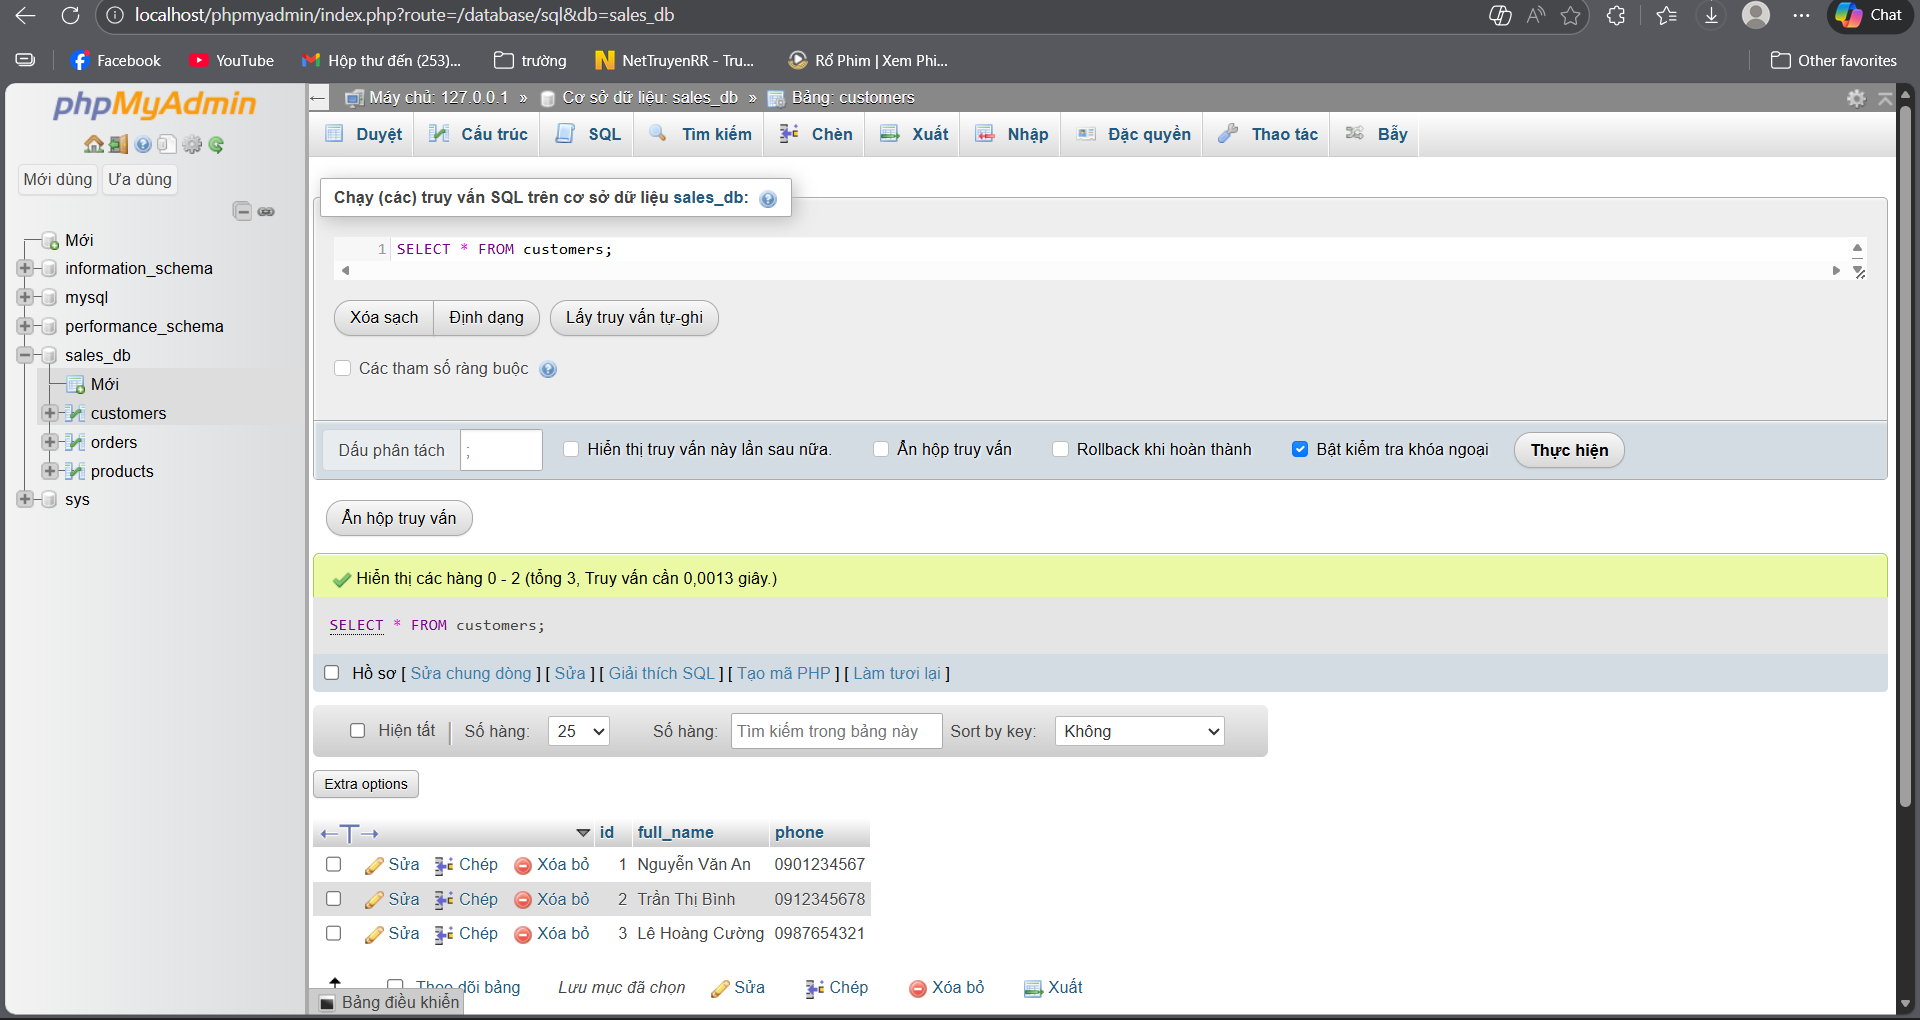 localhost/phpmyadmin/index.php?route=/database/sql&db=sales_db
Chat
Facebook
YouTube
Hộp thư đến (253)...
trường
NetTruyenRR - Tru...
Rổ Phim | Xem Phi...
Other favorites
phpMyAdmin
Mới dùng
Ưa dùng
Mới
information_schema
mysql
performance_schema
sales_db
Mới
customers
orders
products
sys
Máy chủ: 127.0.0.1 » Cơ sở dữ liệu: sales_db » Bảng: customers
Duyệt
Cấu trúc
SQL
Tìm kiếm
Chèn
Xuất
Nhập
Đặc quyền
Thao tác
Bẫy
Chạy (các) truy vấn SQL trên cơ sở dữ liệu sales_db:
1 SELECT * FROM customers;
Xóa sạch
Định dạng
Lấy truy vấn tự-ghi
Các tham số ràng buộc
Dấu phân tách ;
Hiển thị truy vấn này lần sau nữa.
Ẩn hộp truy vấn
Rollback khi hoàn thành
Bật kiểm tra khóa ngoại
Thực hiện
Ẩn hộp truy vấn
Hiển thị các hàng 0 - 2 (tổng 3, Truy vấn cần 0,0013 giây.)
SELECT * FROM customers;
Hồ sơ [ Sửa chung dòng ] [ Sửa ] [ Giải thích SQL ] [ Tạo mã PHP ] [ Làm tươi lại ]
Hiện tất | Số hàng: 25 Số hàng: Tìm kiếm trong bảng này Sort by key: Không
Extra options
id full_name phone
Sửa Chép Xóa bỏ 1 Nguyễn Văn An 0901234567
Sửa Chép Xóa bỏ 2 Trần Thị Bình 0912345678
Sửa Chép Xóa bỏ 3 Lê Hoàng Cường 0987654321
Theo dõi bảng Lưu mục đã chọn Sửa Chép Xóa bỏ Xuất
Bảng điều khiển